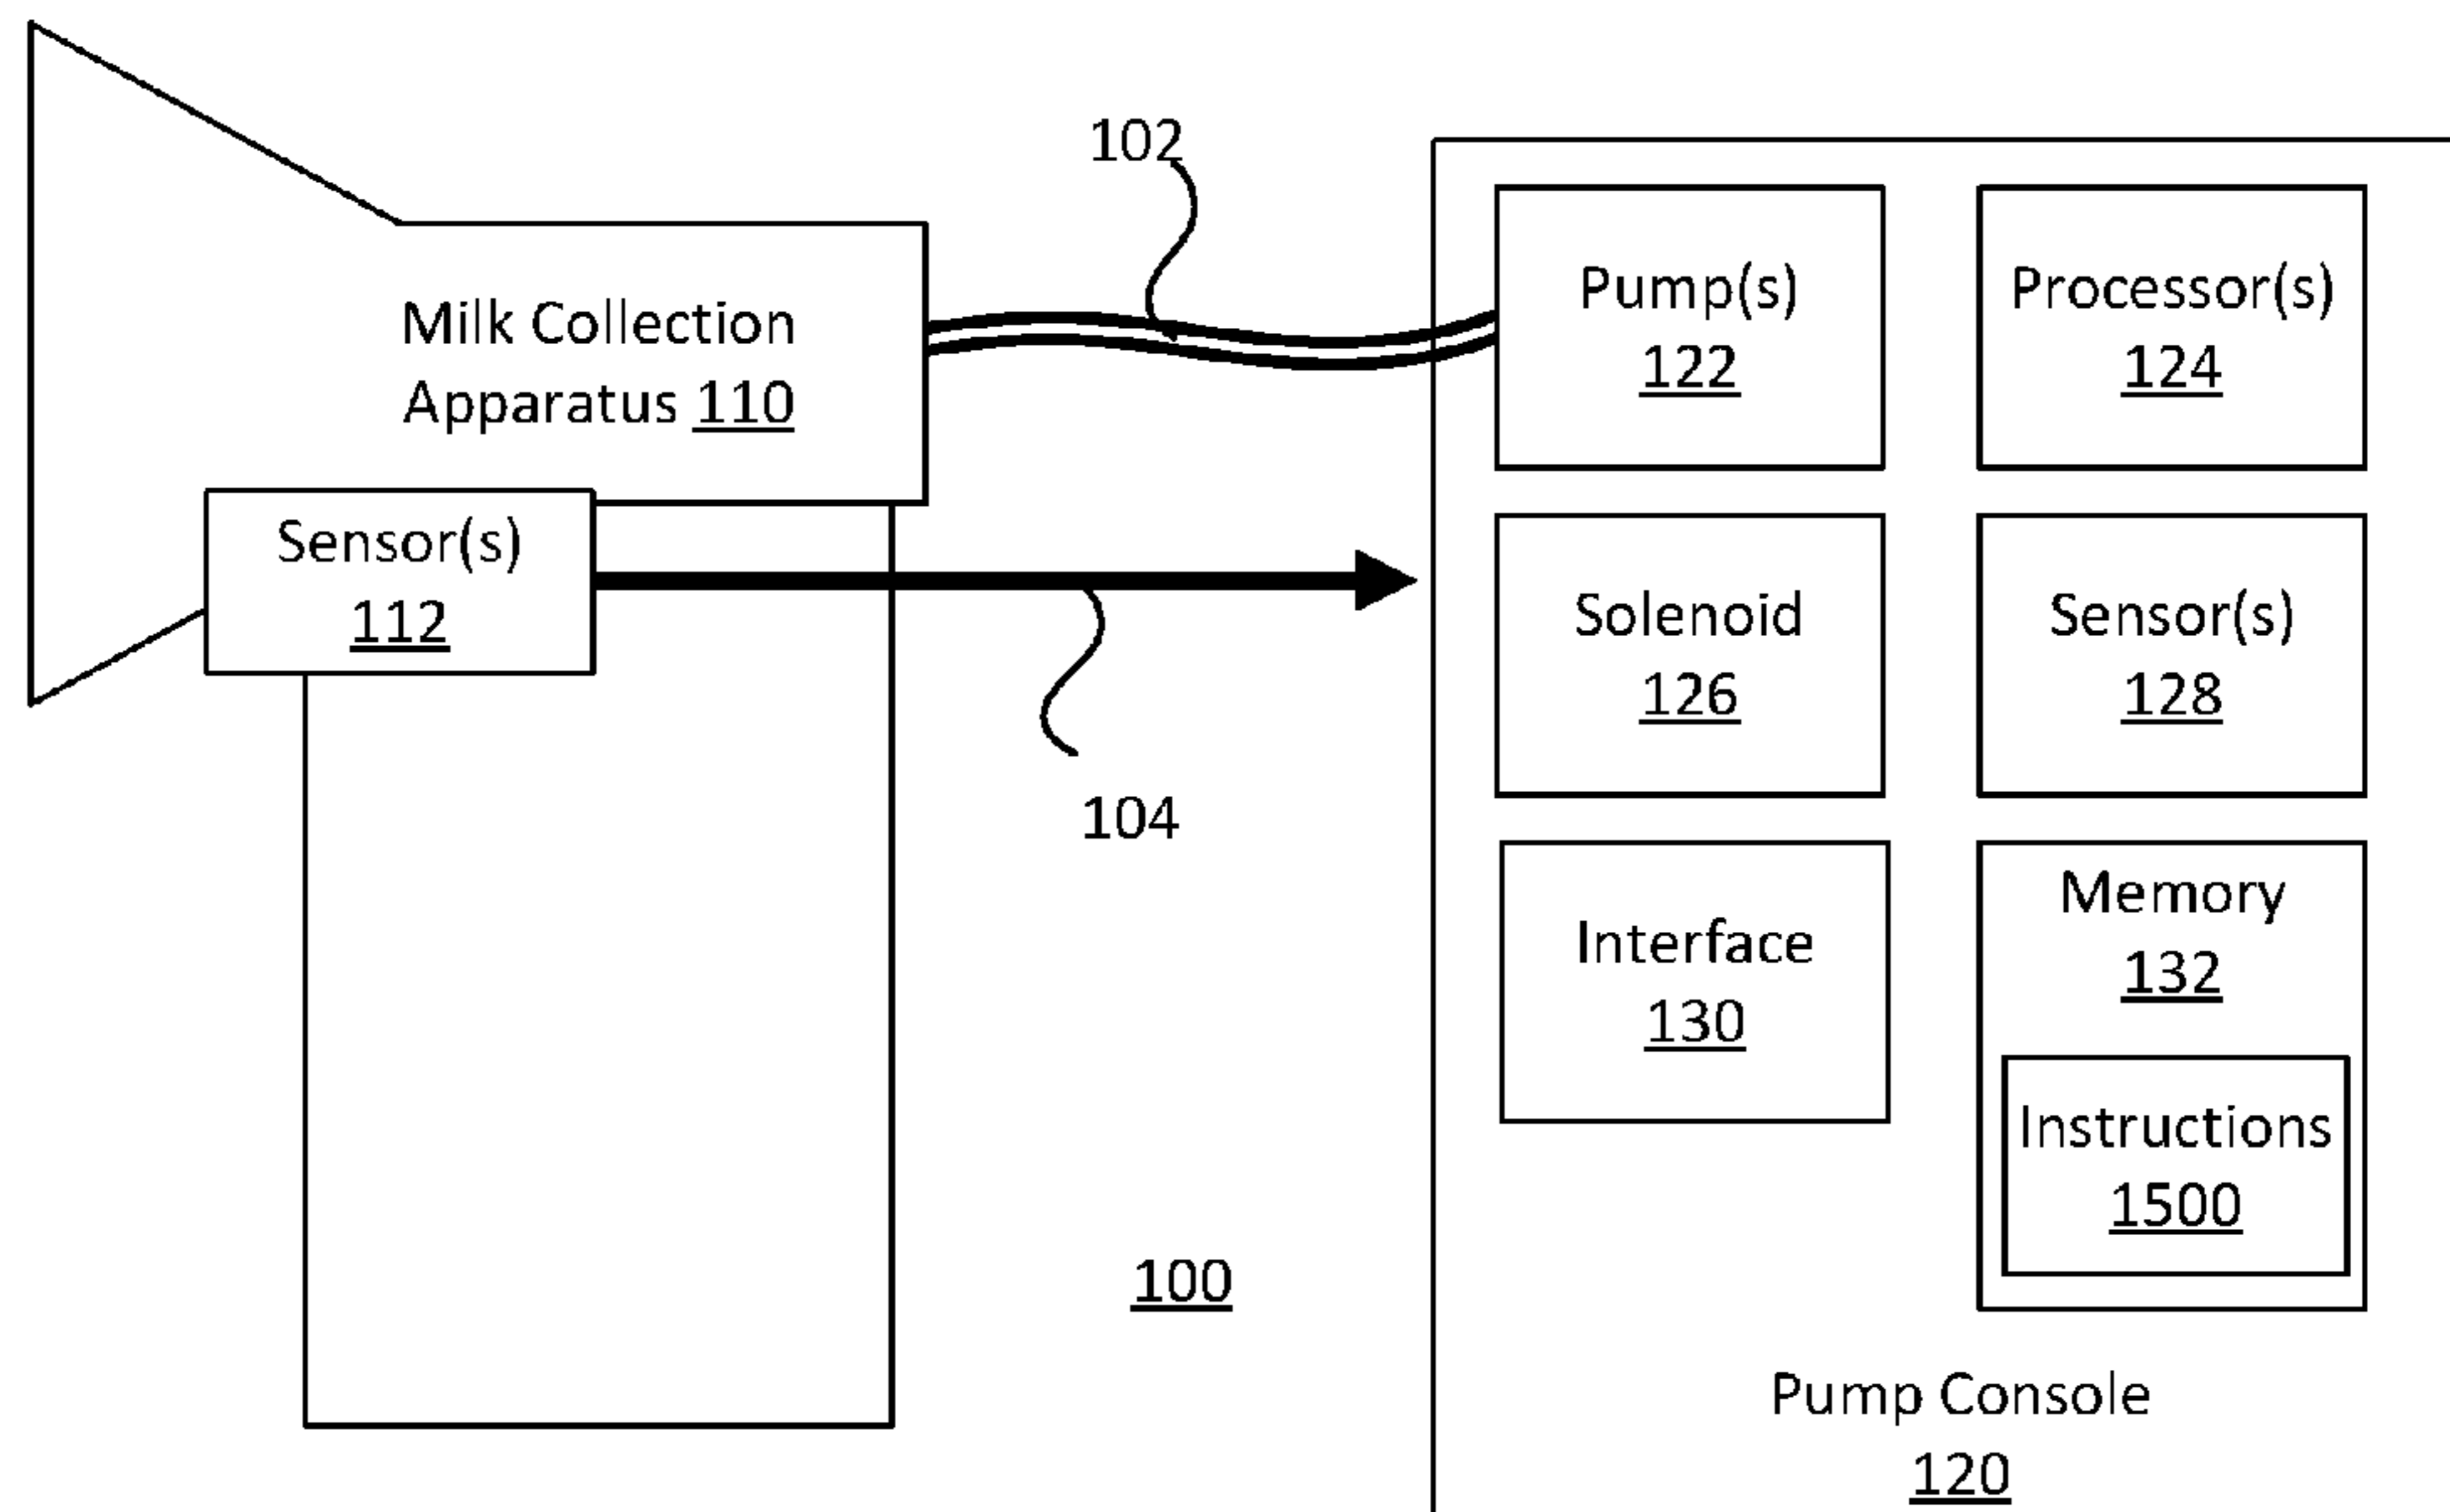 102
Milk Collection
Apparatus 110
Sensor(s)
112
104
100
Pump(s)
122
Processor(s)
124
Solenoid
126
Sensor(s)
128
Interface
130
Memory
132
Instructions
1500
Pump Console
120